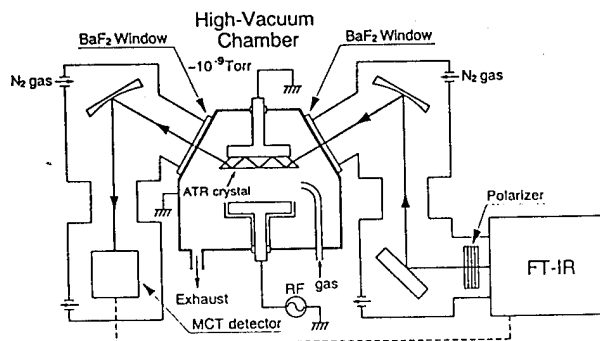 High-Vacuum
Chamber
~10⁻⁹Torr
BaF₂ Window
BaF₂ Window
N₂ gas
N₂ gas
ATR crystal
Polarizer
FT-IR
RF
gas
Exhaust
MCT detector